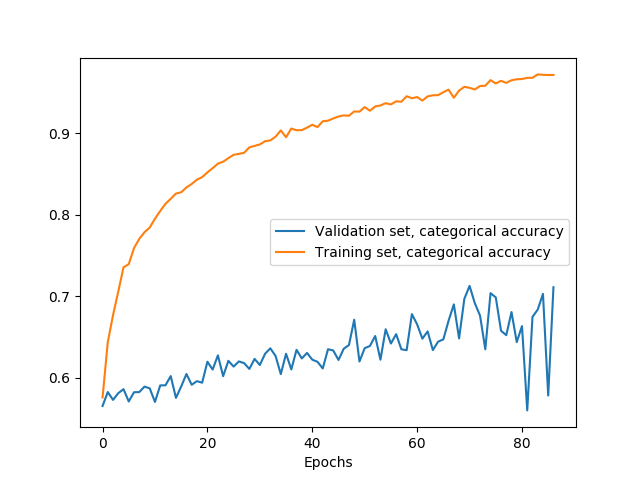 0.9
0.8
0.7
0.6
Validation set, categorical accuracy
Training set, categorical accuracy
0 20 40 60 80
Epochs